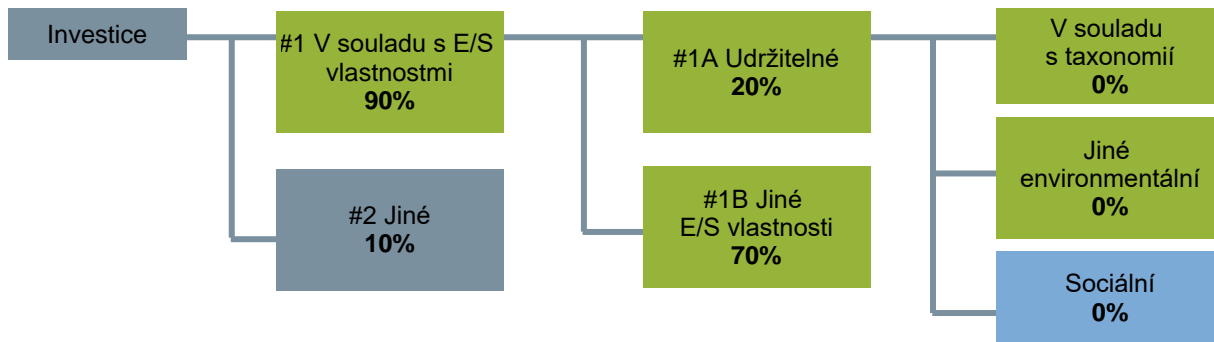 Investice
#1 V souladu s E/S
vlastnostmi
90%
#2 Jiné
10%
#1A Udržitelné
20%
#1B Jiné
E/S vlastnosti
70%
V souladu
s taxonomií
0%
Jiné
environmentální
0%
Sociální
0%